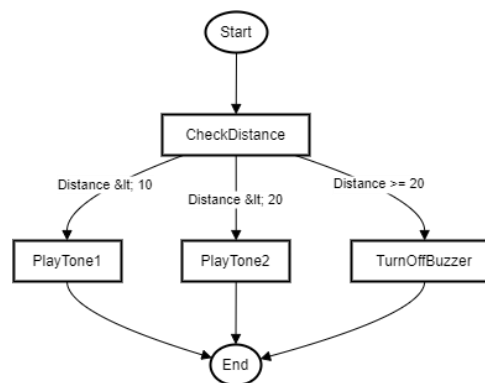 Start
CheckDistance
Distance &lt; 10
Distance &lt; 20
Distance >= 20
PlayTone1
PlayTone2
TurnOffBuzzer
End